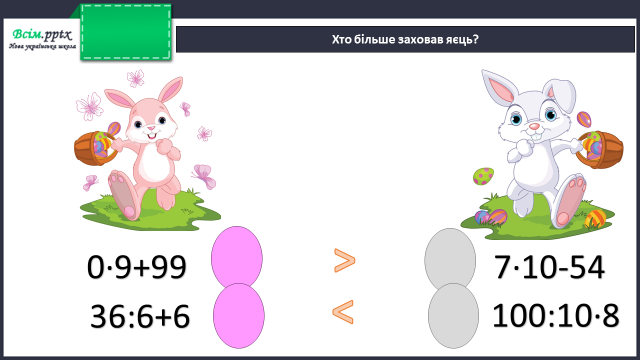 Всім.pptx
Нова українська школа
Хто більше заховав яєць?
0·9+99 > 7·10-54
36:6+6 < 100:10·8